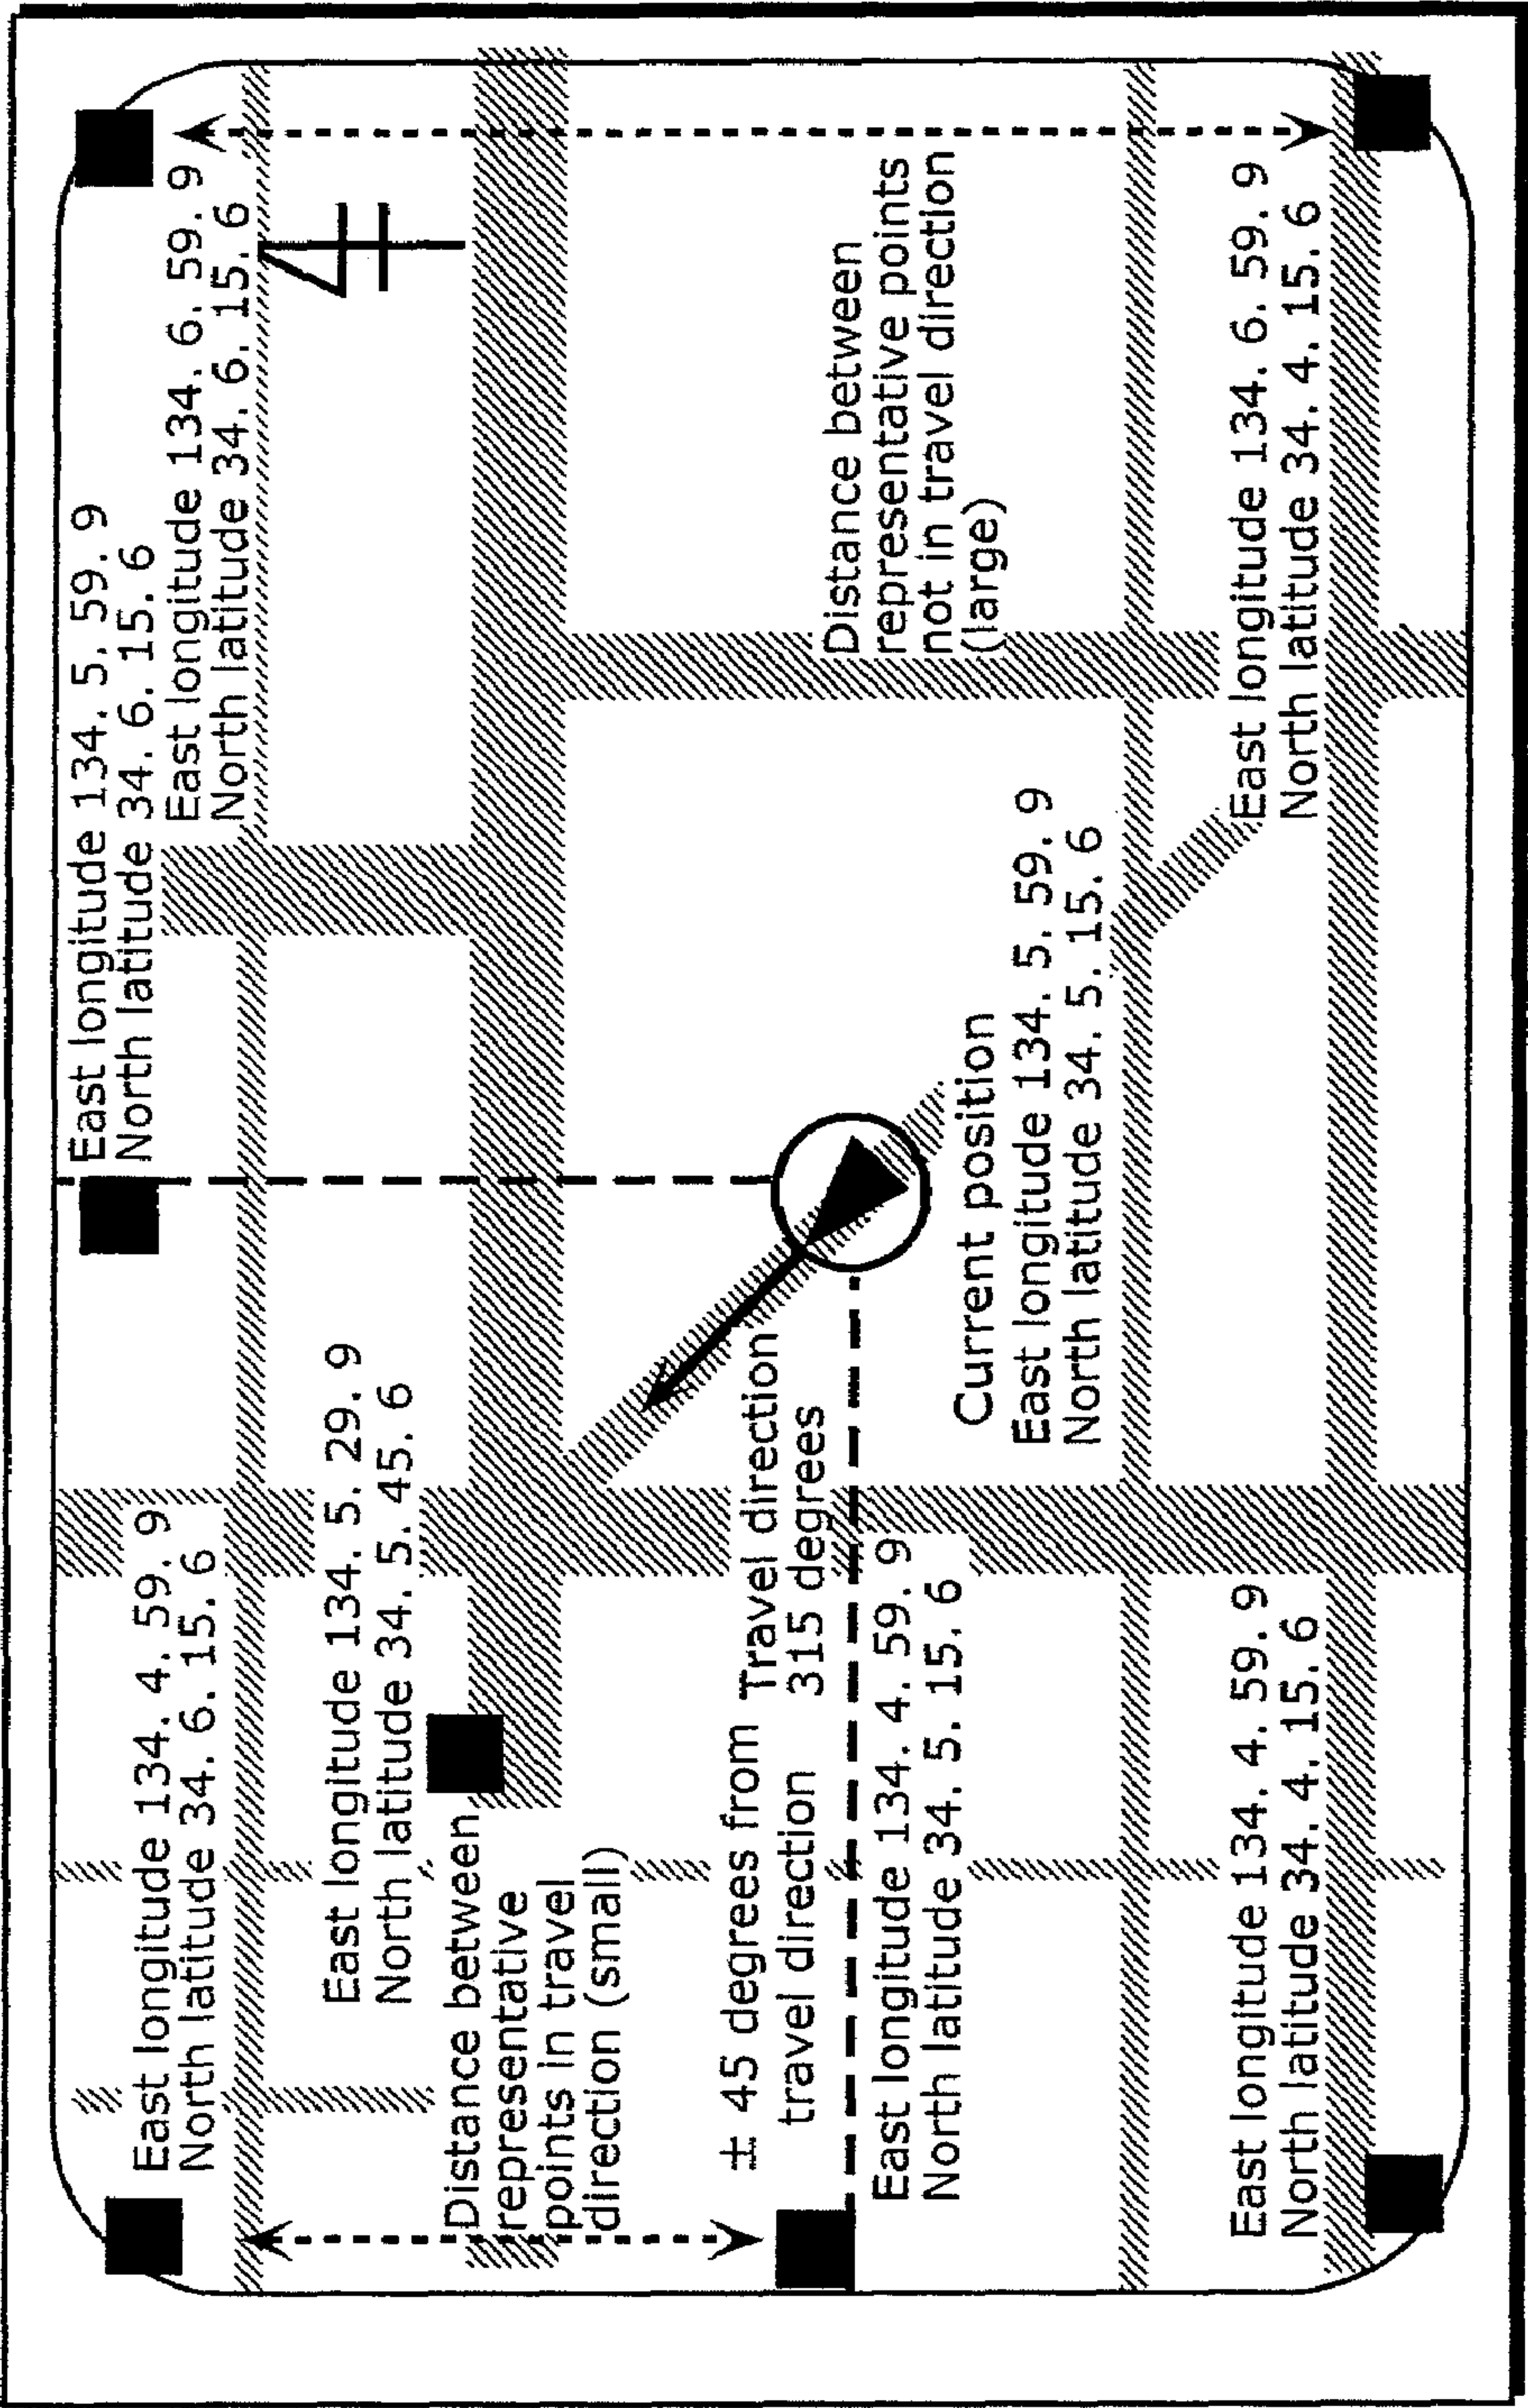 East longitude 134. 4. 59. 9
North latitude 34. 6. 15. 6
East longitude 134. 5. 59. 9
North latitude 34. 6. 15. 6
East longitude 134. 6. 59. 9
North latitude 34. 6. 15. 6
East longitude 134. 5. 29. 9
North latitude 34. 5. 45. 6
Distance between
representative
points in travel
direction (small)
± 45 degrees from
travel direction
Travel direction
315 degrees
East longitude 134. 4. 59. 9
North latitude 34. 5. 15. 6
Current position
East longitude 134. 5. 59. 9
North latitude 34. 5. 15. 6
Distance between
representative points
not in travel direction
(large)
East longitude 134. 4. 59. 9
North latitude 34. 4. 15. 6
East longitude 134. 6. 59. 9
North latitude 34. 4. 15. 6